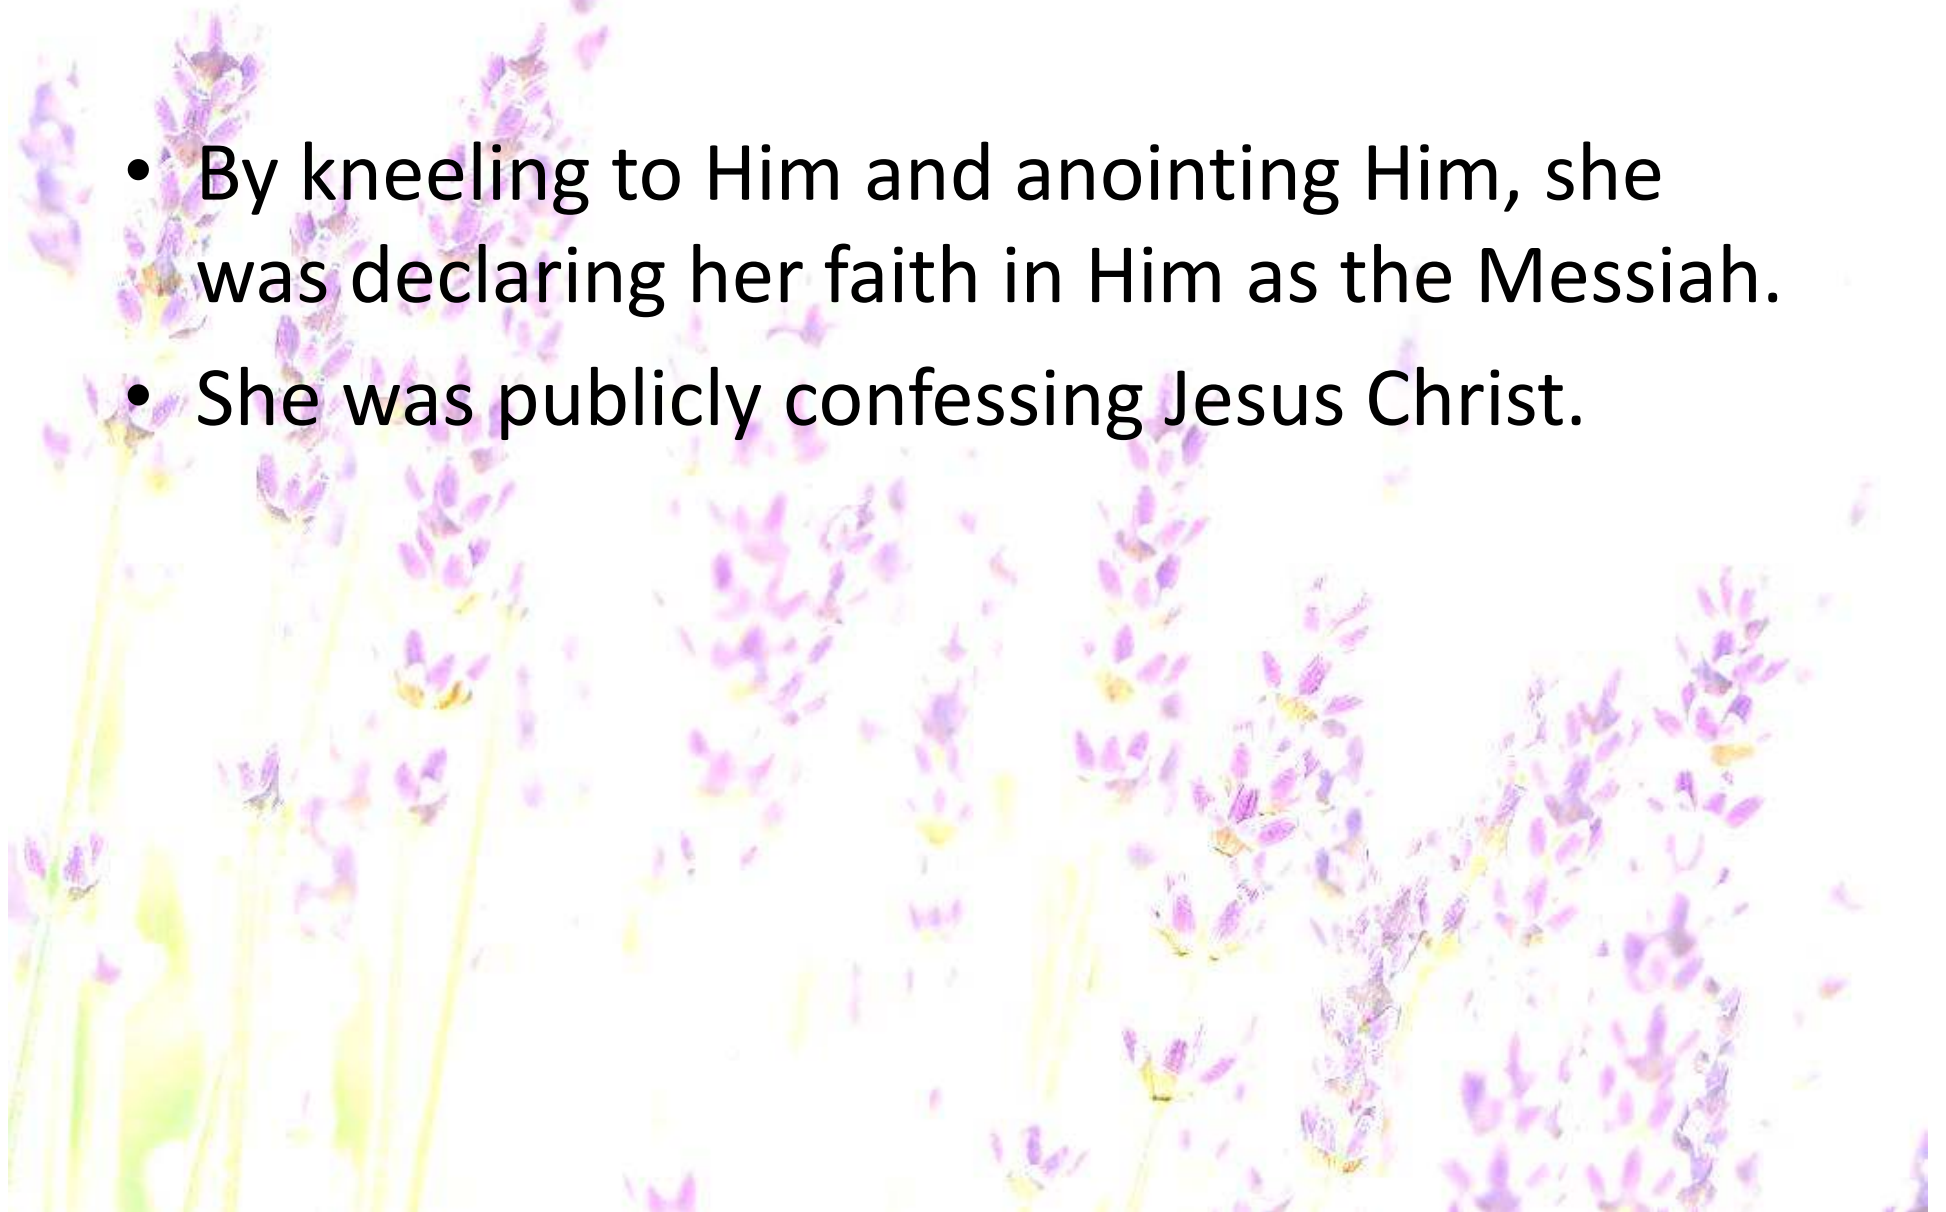 • By kneeling to Him and anointing Him, she
was declaring her faith in Him as the Messiah.
• She was publicly confessing Jesus Christ.